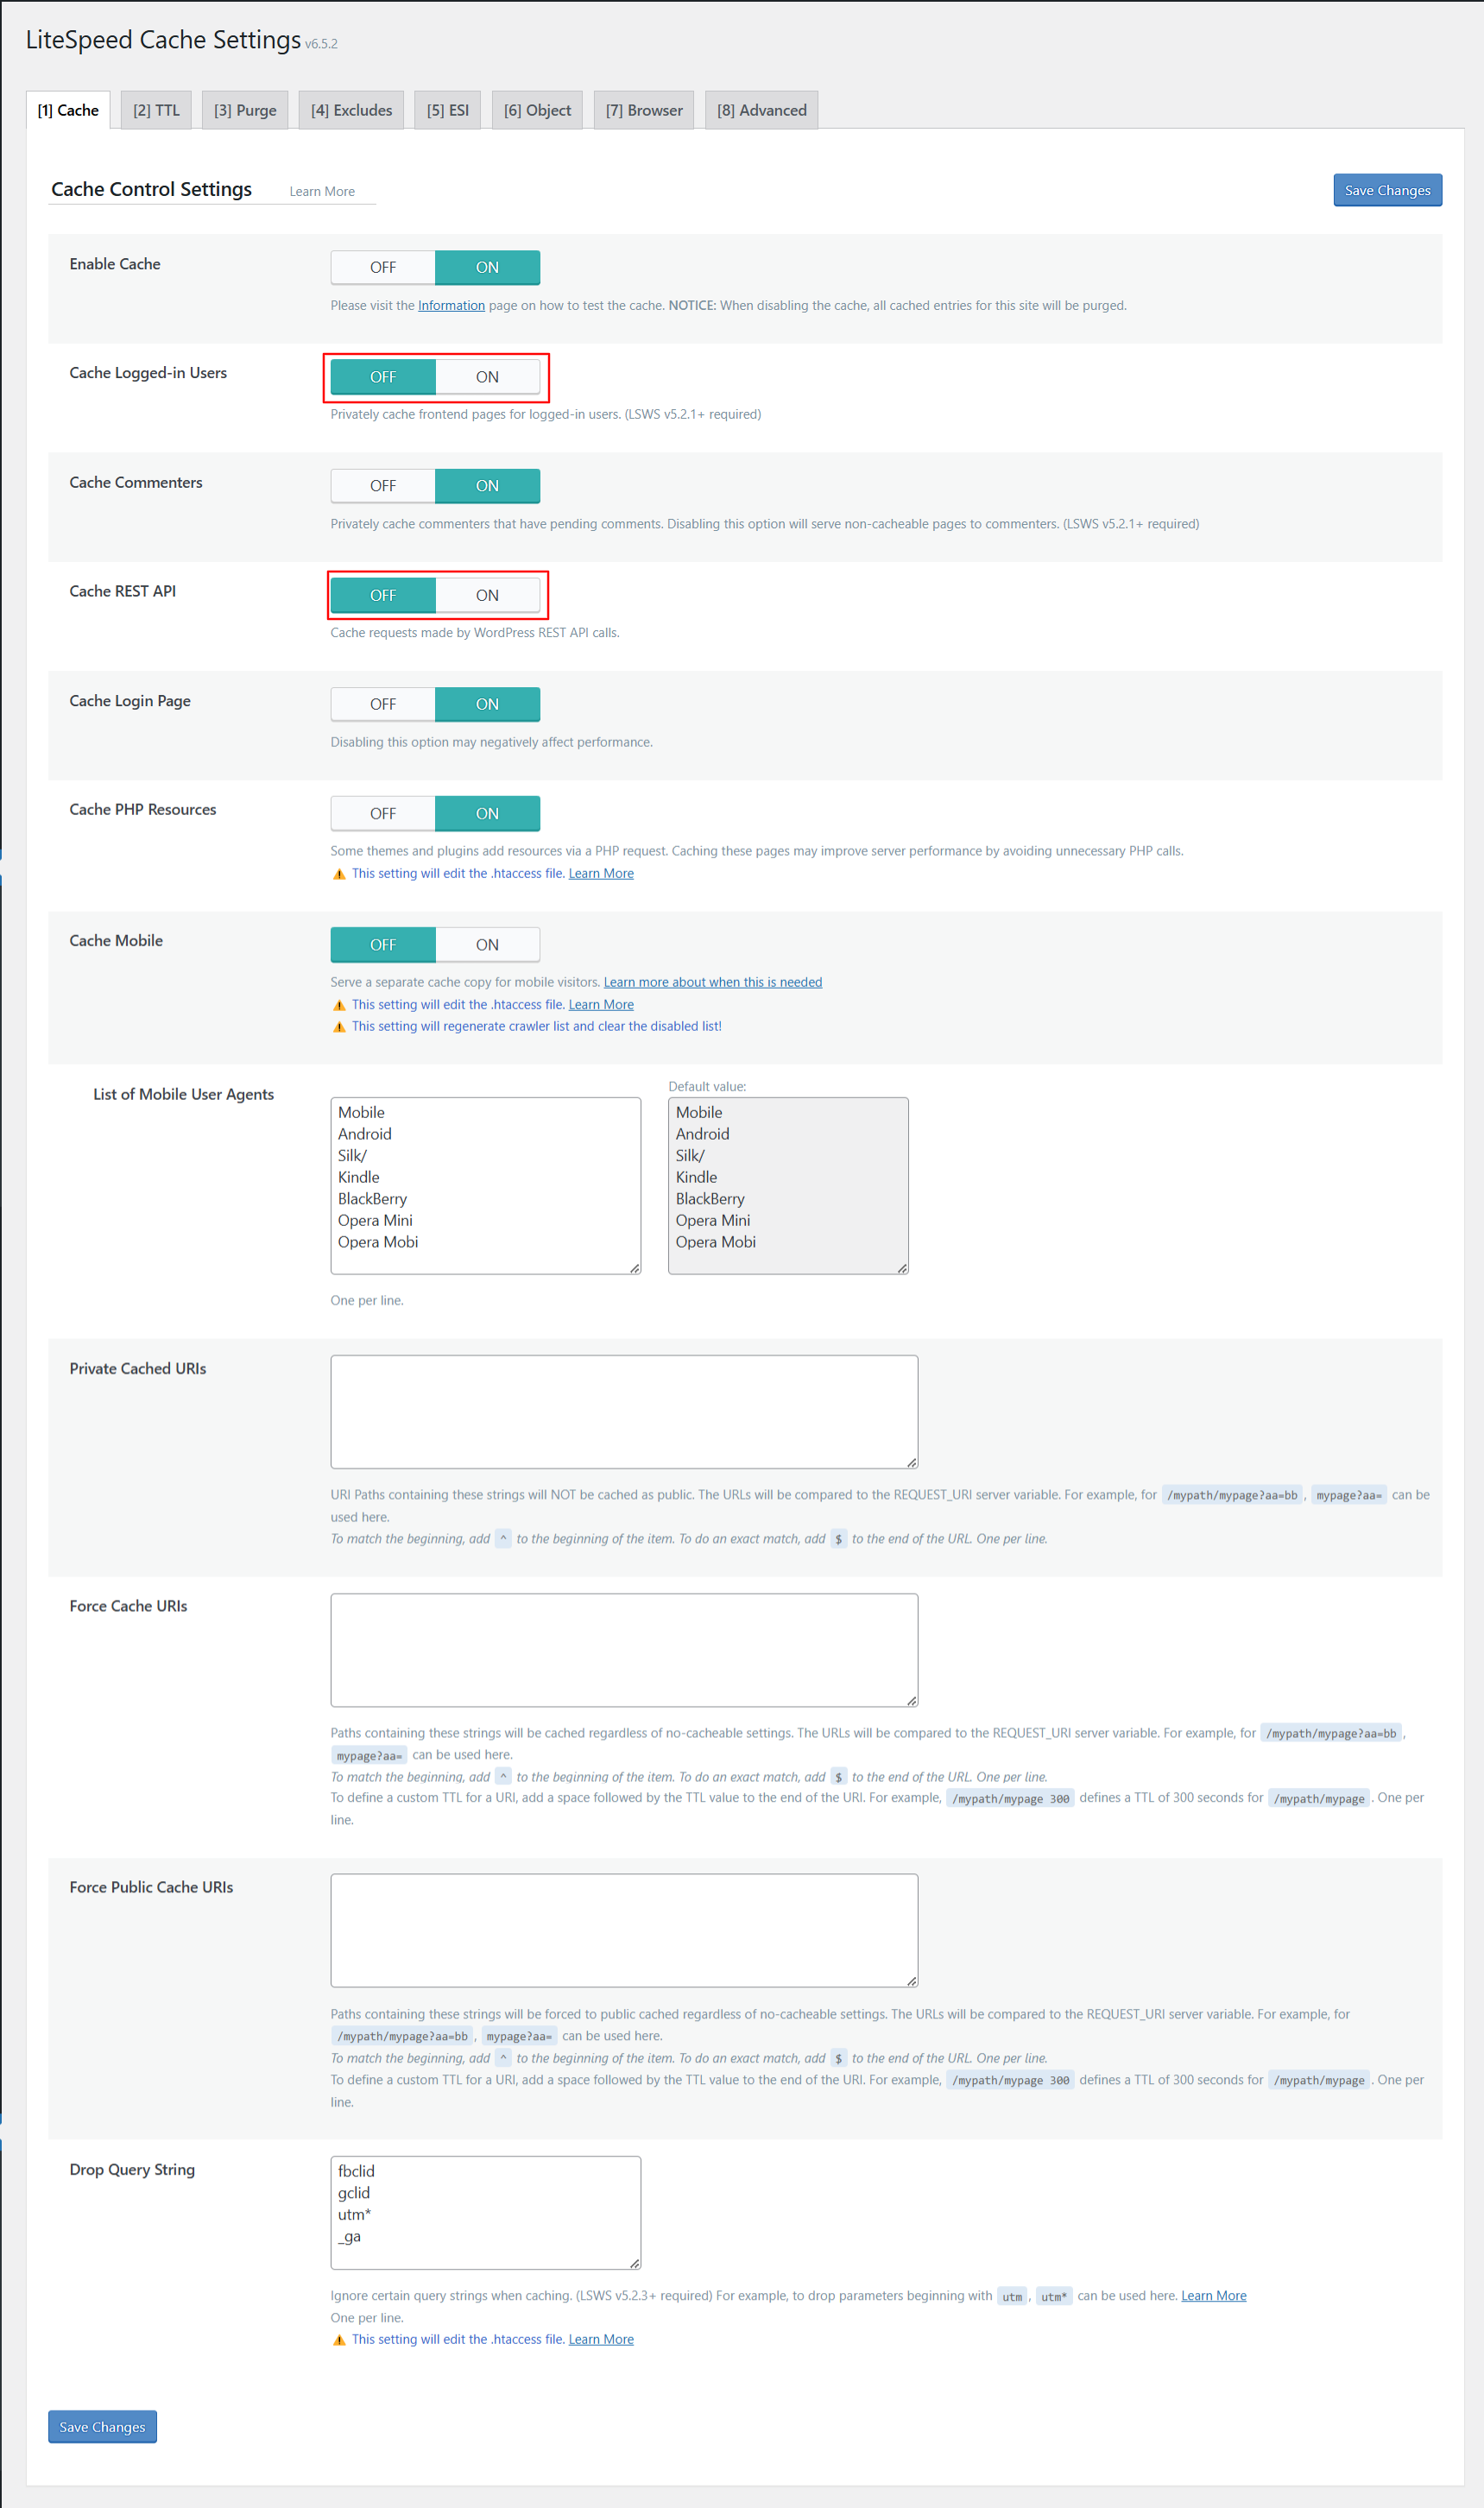 LiteSpeed Cache Settings v6.5.2
[1] Cache
[2] TTL
[3] Purge
[4] Excludes
[5] ESI
[6] Object
[7] Browser
[8] Advanced
Cache Control Settings
Learn More
Save Changes
Enable Cache
OFF
ON
Please visit the Information page on how to test the cache. NOTICE: When disabling the cache, all cached entries for this site will be purged.
Cache Logged-in Users
OFF
ON
Privately cache frontend pages for logged-in users. (LSWS v5.2.1+ required)
Cache Commenters
OFF
ON
Privately cache commenters that have pending comments. Disabling this option will serve non-cacheable pages to commenters. (LSWS v5.2.1+ required)
Cache REST API
OFF
ON
Cache requests made by WordPress REST API calls.
Cache Login Page
OFF
ON
Disabling this option may negatively affect performance.
Cache PHP Resources
OFF
ON
Some themes and plugins add resources via a PHP request. Caching these pages may improve server performance by avoiding unnecessary PHP calls.
⚠ This setting will edit the .htaccess file. Learn More
Cache Mobile
OFF
ON
Serve a separate cache copy for mobile visitors. Learn more about when this is needed
⚠ This setting will edit the .htaccess file. Learn More
⚠ This setting will regenerate crawler list and clear the disabled list!
List of Mobile User Agents
Mobile
Android
Silk/
Kindle
BlackBerry
Opera Mini
Opera Mobi
Default value:
Mobile
Android
Silk/
Kindle
BlackBerry
Opera Mini
Opera Mobi
One per line.
Private Cached URIs
URI Paths containing these strings will NOT be cached as public. The URLs will be compared to the REQUEST_URI server variable. For example, for /mypath/mypage?aa=bb, mypage?aa= can be
used here.
To match the beginning, add ^ to the beginning of the item. To do an exact match, add $ to the end of the URL. One per line.
Force Cache URIs
Paths containing these strings will be cached regardless of no-cacheable settings. The URLs will be compared to the REQUEST_URI server variable. For example, for /mypath/mypage?aa=bb,
mypage?aa= can be used here.
To match the beginning, add ^ to the beginning of the item. To do an exact match, add $ to the end of the URL. One per line.
To define a custom TTL for a URI, add a space followed by the TTL value to the end of the URI. For example, /mypath/mypage 300 defines a TTL of 300 seconds for /mypath/mypage. One per
line.
Force Public Cache URIs
Paths containing these strings will be forced to public cached regardless of no-cacheable settings. The URLs will be compared to the REQUEST_URI server variable. For example, for
/mypath/mypage?aa=bb, mypage?aa= can be used here.
To match the beginning, add ^ to the beginning of the item. To do an exact match, add $ to the end of the URL. One per line.
To define a custom TTL for a URI, add a space followed by the TTL value to the end of the URI. For example, /mypath/mypage 300 defines a TTL of 300 seconds for /mypath/mypage. One per
line.
Drop Query String
fbclid
gclid
utm*
_ga
Ignore certain query strings when caching. (LSWS v5.2.3+ required) For example, to drop parameters beginning with utm, utm* can be used here. Learn More
One per line.
⚠ This setting will edit the .htaccess file. Learn More
Save Changes